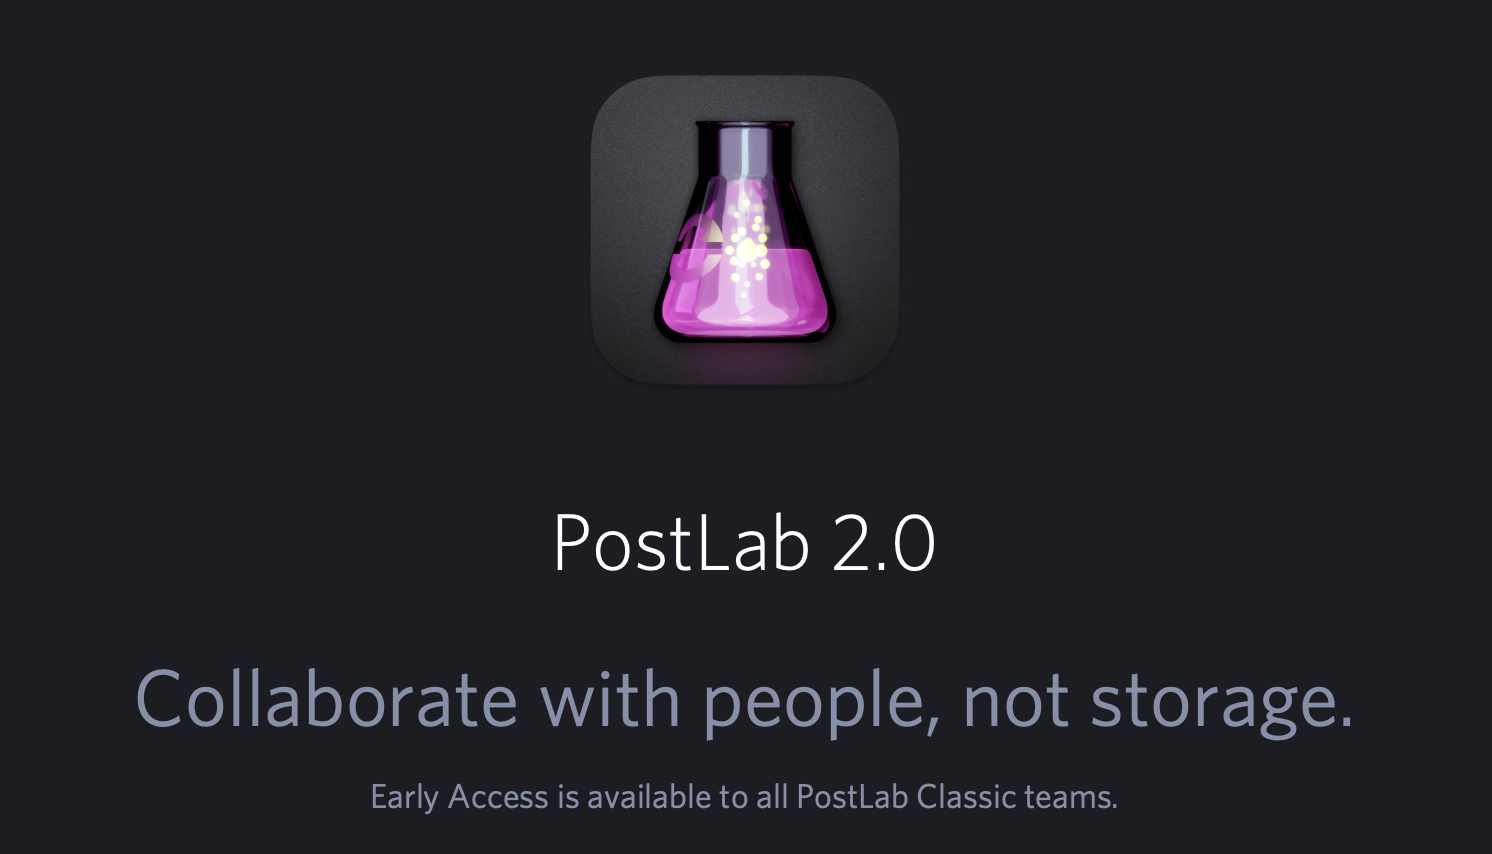 PostLab 2.0
Collaborate with people, not storage.
Early Access is available to all PostLab Classic teams.